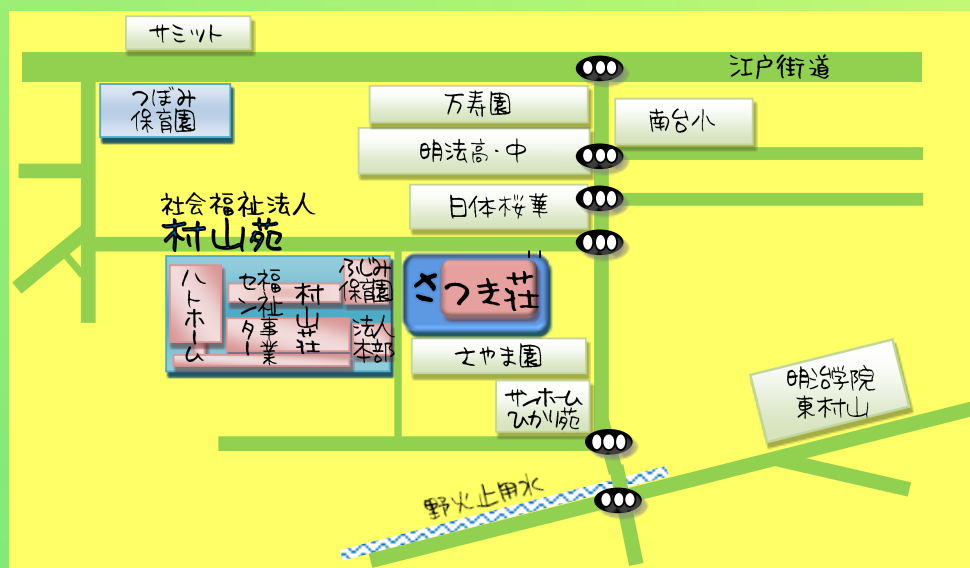 サミット
江戸街道
つぼみ
保育園
万寿園
南台小
明法高・中
日体桜華
社会福祉法人
村山苑
ハトホーム
福祉事業
センター
村山荘
ふじみ
保育園
法人
本部
さつき荘
さやま園
サンホーム
ひかり苑
明治学院
東村山
野火止用水